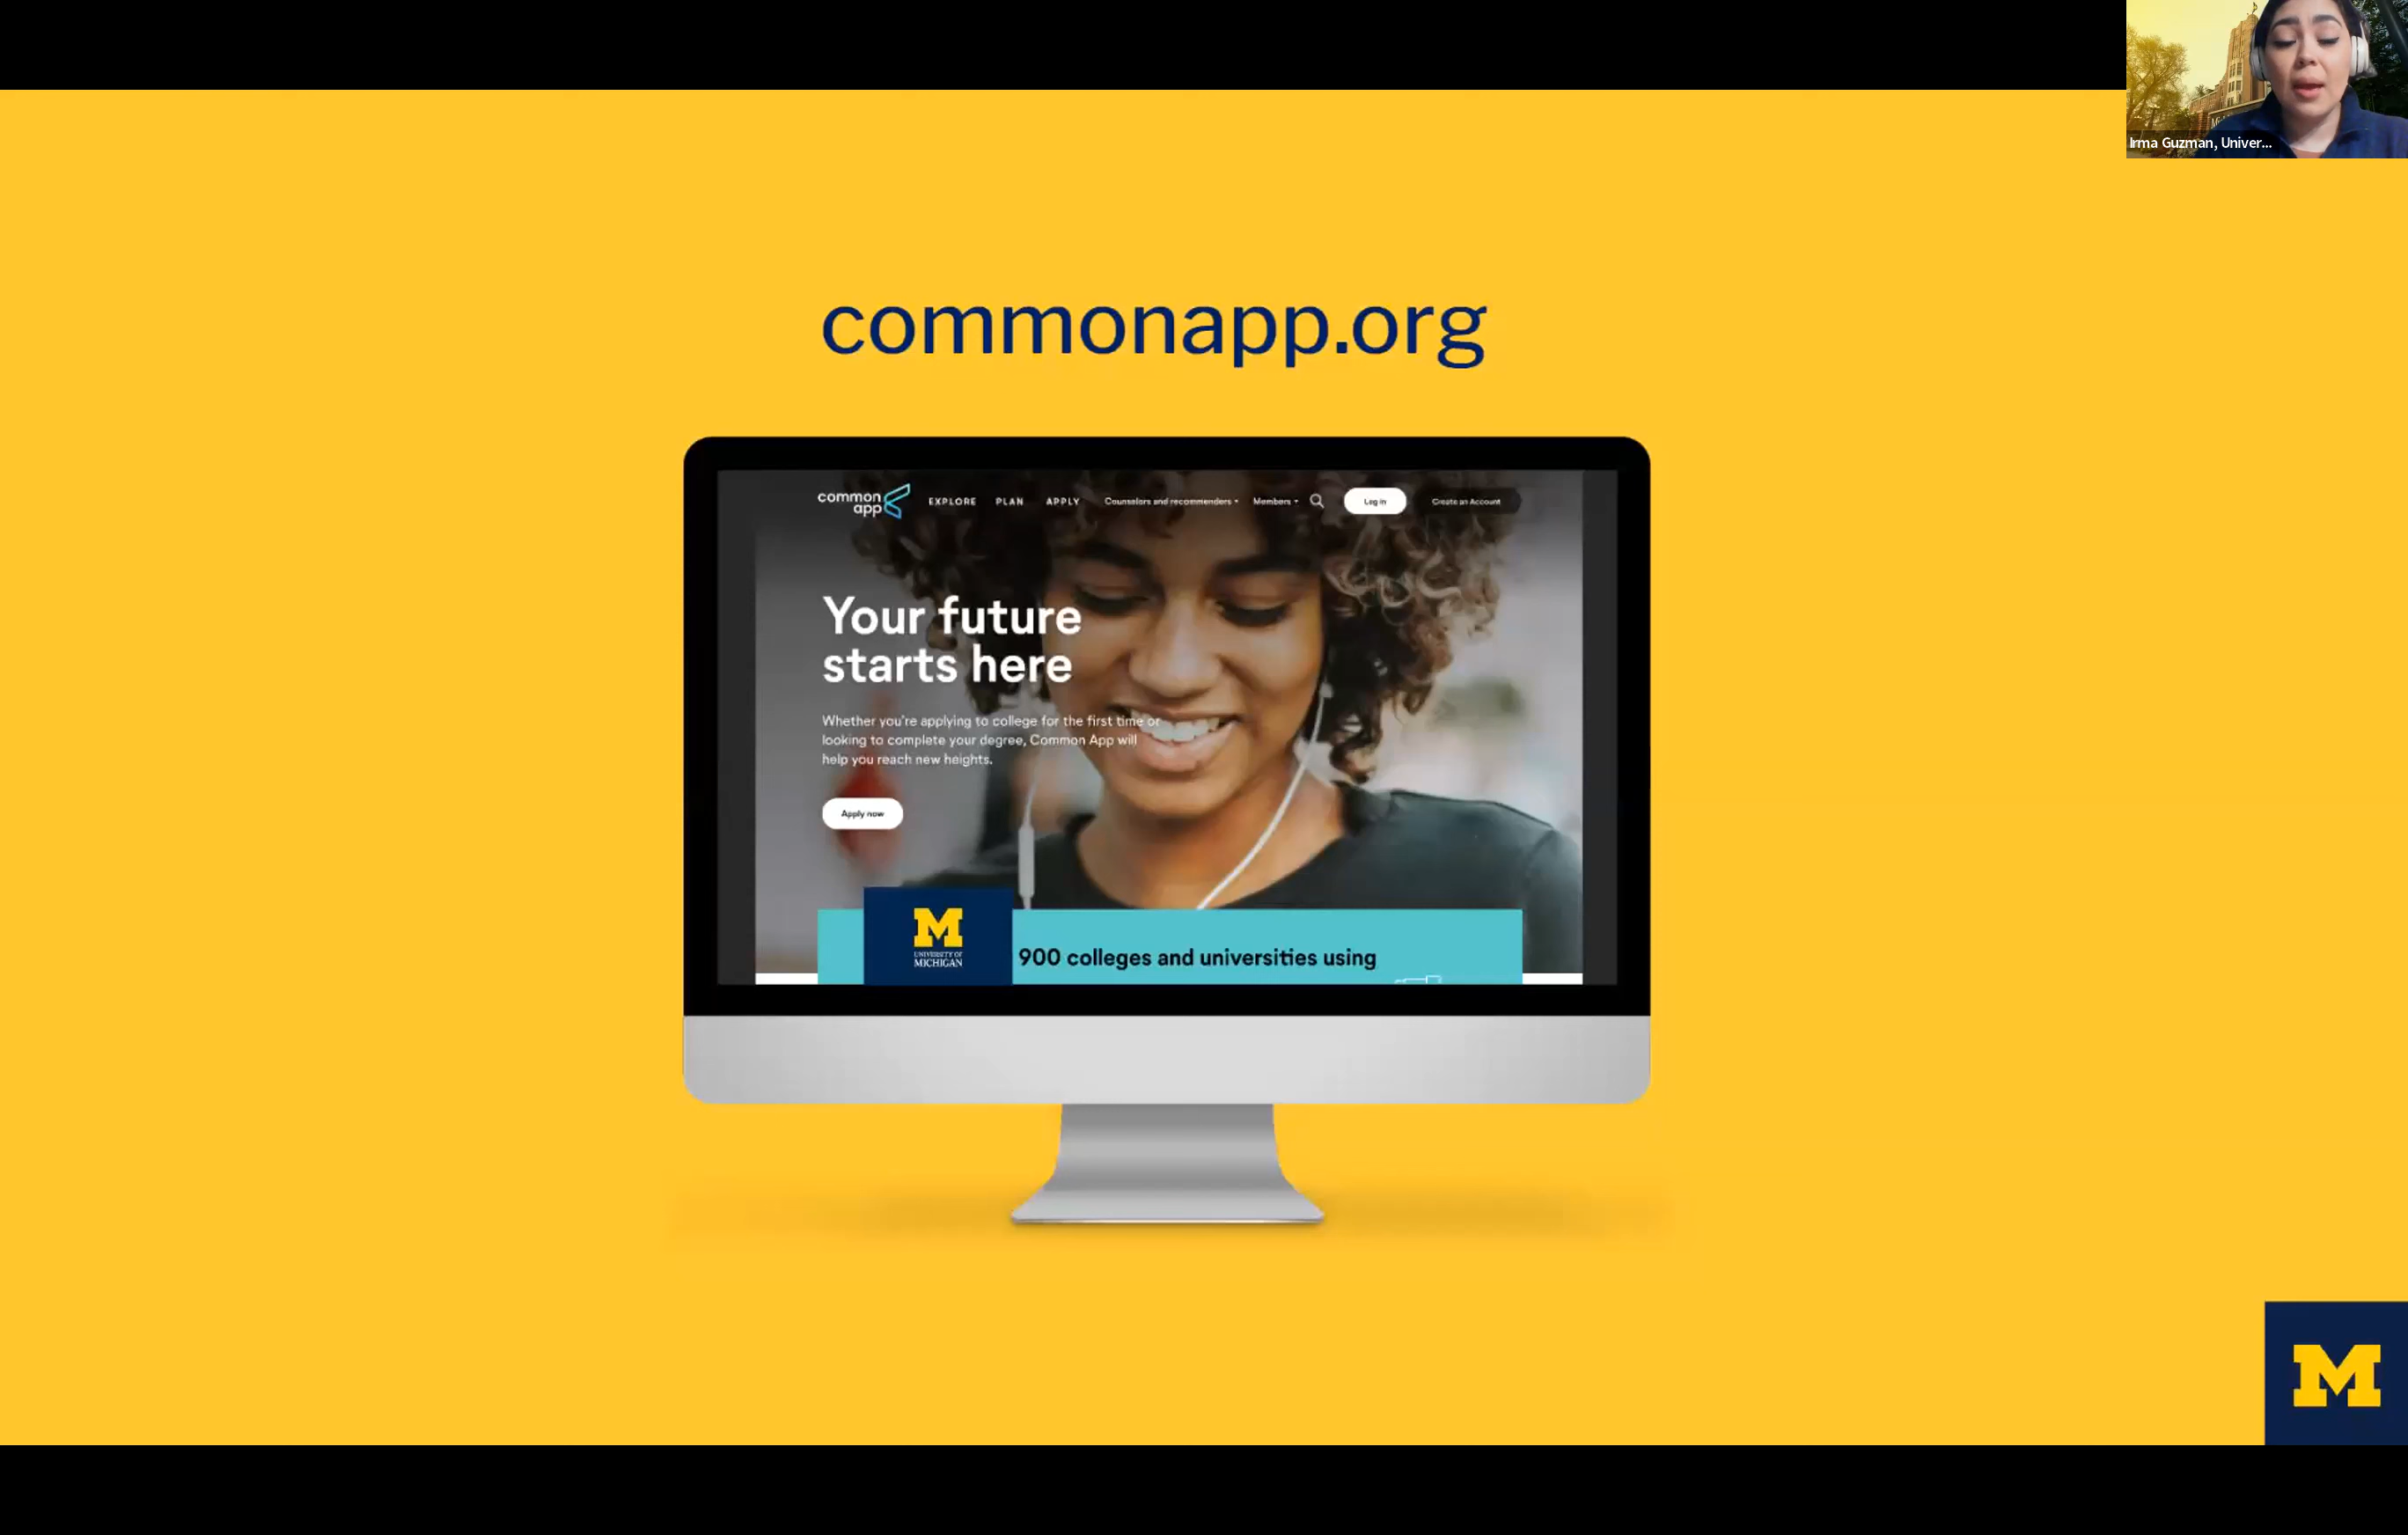 Irma Guzman, Univer...
commonapp.org
common
app
EXPLORE PLAN APPLY Counselors and recommenders Members Log in Create an Account
Your future
starts here
Whether you're applying to college for the first time or
looking to complete your degree, Common App will
help you reach new heights.
Apply now
M
UNIVERSITY OF
MICHIGAN
900 colleges and universities using
M